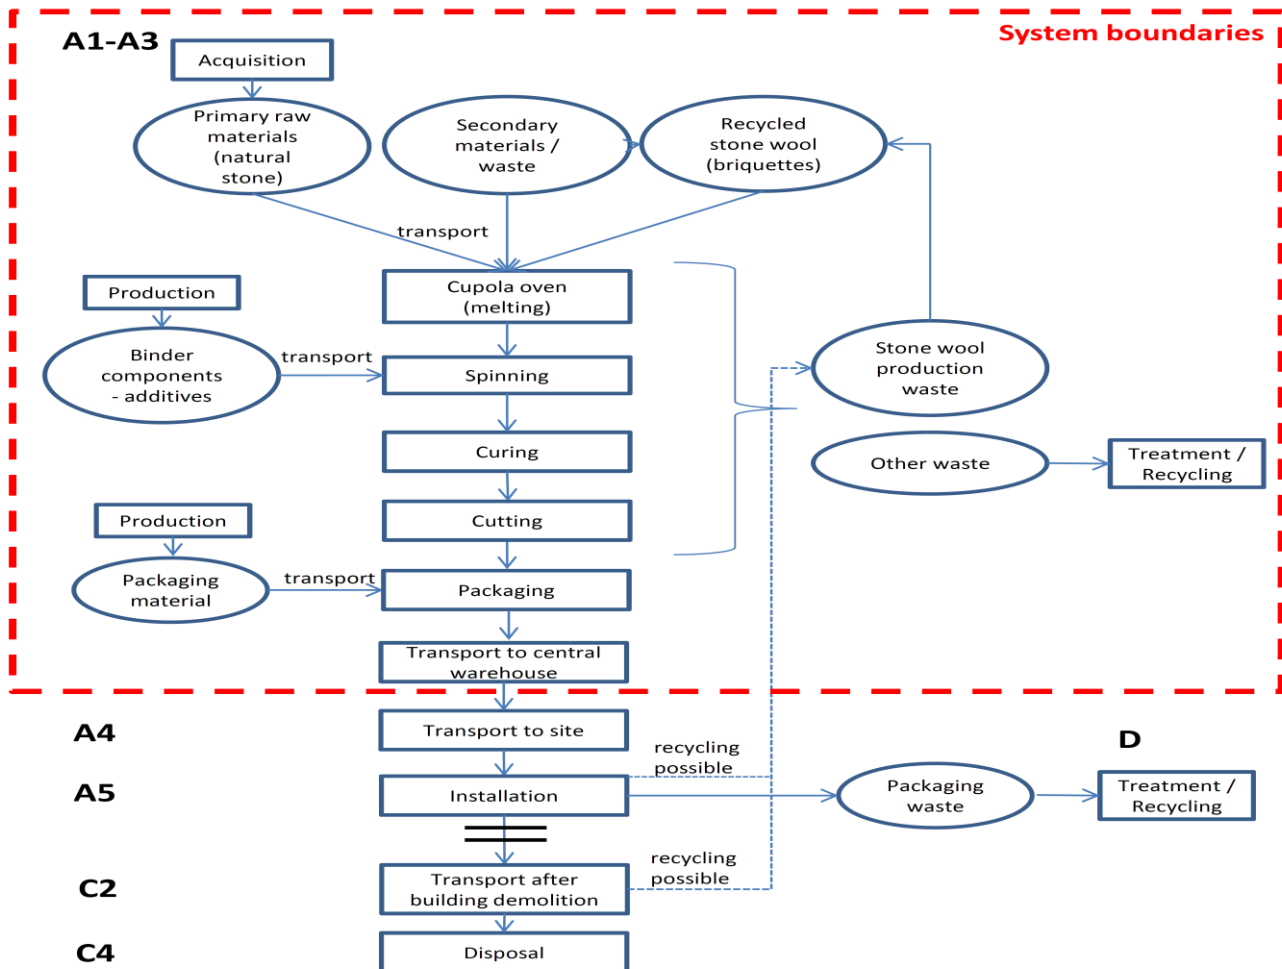 A1-A3
System boundaries
Acquisition
Primary raw
materials
(natural
stone)
Secondary
materials /
waste
Recycled
stone wool
(briquettes)
transport
Production
Cupola oven
(melting)
Binder
components
- additives
transport
Spinning
Stone wool
production
waste
Curing
Other waste
Treatment /
Recycling
Production
Cutting
Packaging
material
transport
Packaging
Transport to central
warehouse
A4
Transport to site
recycling
possible
D
A5
Installation
Packaging
waste
Treatment /
Recycling
C2
Transport after
building demolition
recycling
possible
C4
Disposal